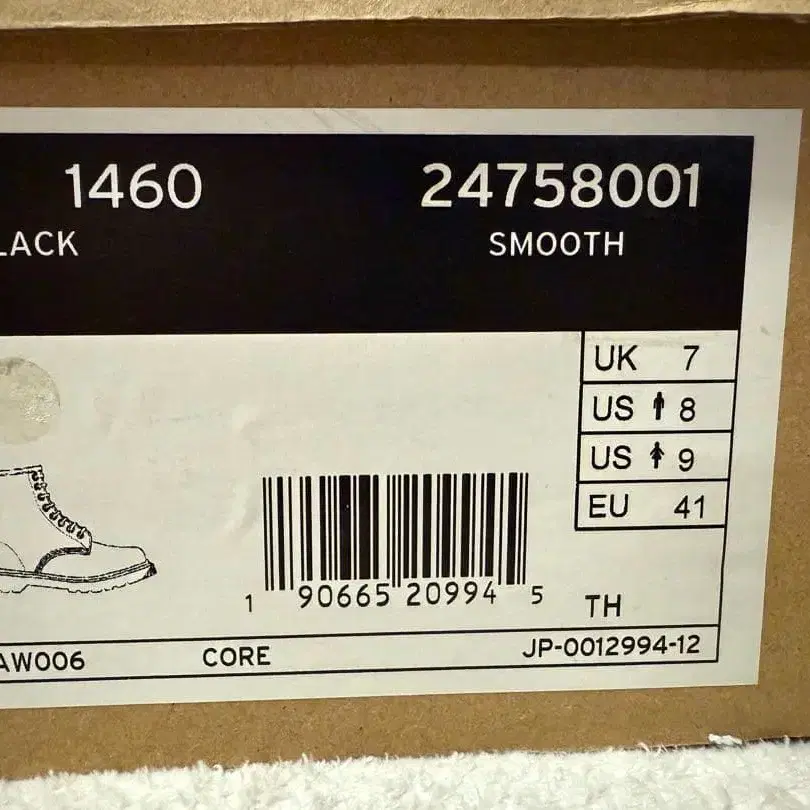 1460 24758001
LACK SMOOTH
UK 7
US 8
US 9
EU 41
1 90665 20994 5
TH
AW006 CORE JP-0012994-12